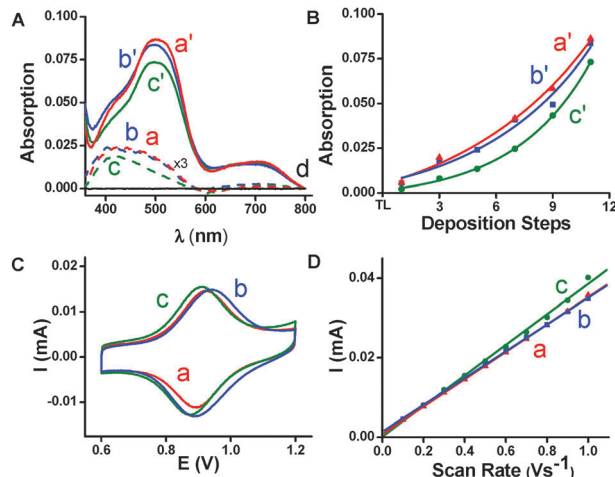 A
0.100
0.075
0.050
0.025
0.000
Absorption
b'
a'
c'
b
a
c
x3
d
400
500
600
700
800
λ (nm)
B
0.100
0.075
0.050
0.025
0.000
Absorption
a'
b'
c'
TL
3
6
9
12
Deposition Steps
C
0.02
0.01
-0.00
-0.01
I (mA)
c
b
a
0.6
0.8
1.0
1.2
E (V)
D
0.04
0.02
0.00
I (mA)
c
a
b
0.0
0.2
0.4
0.6
0.8
1.0
Scan Rate (Vs-1)